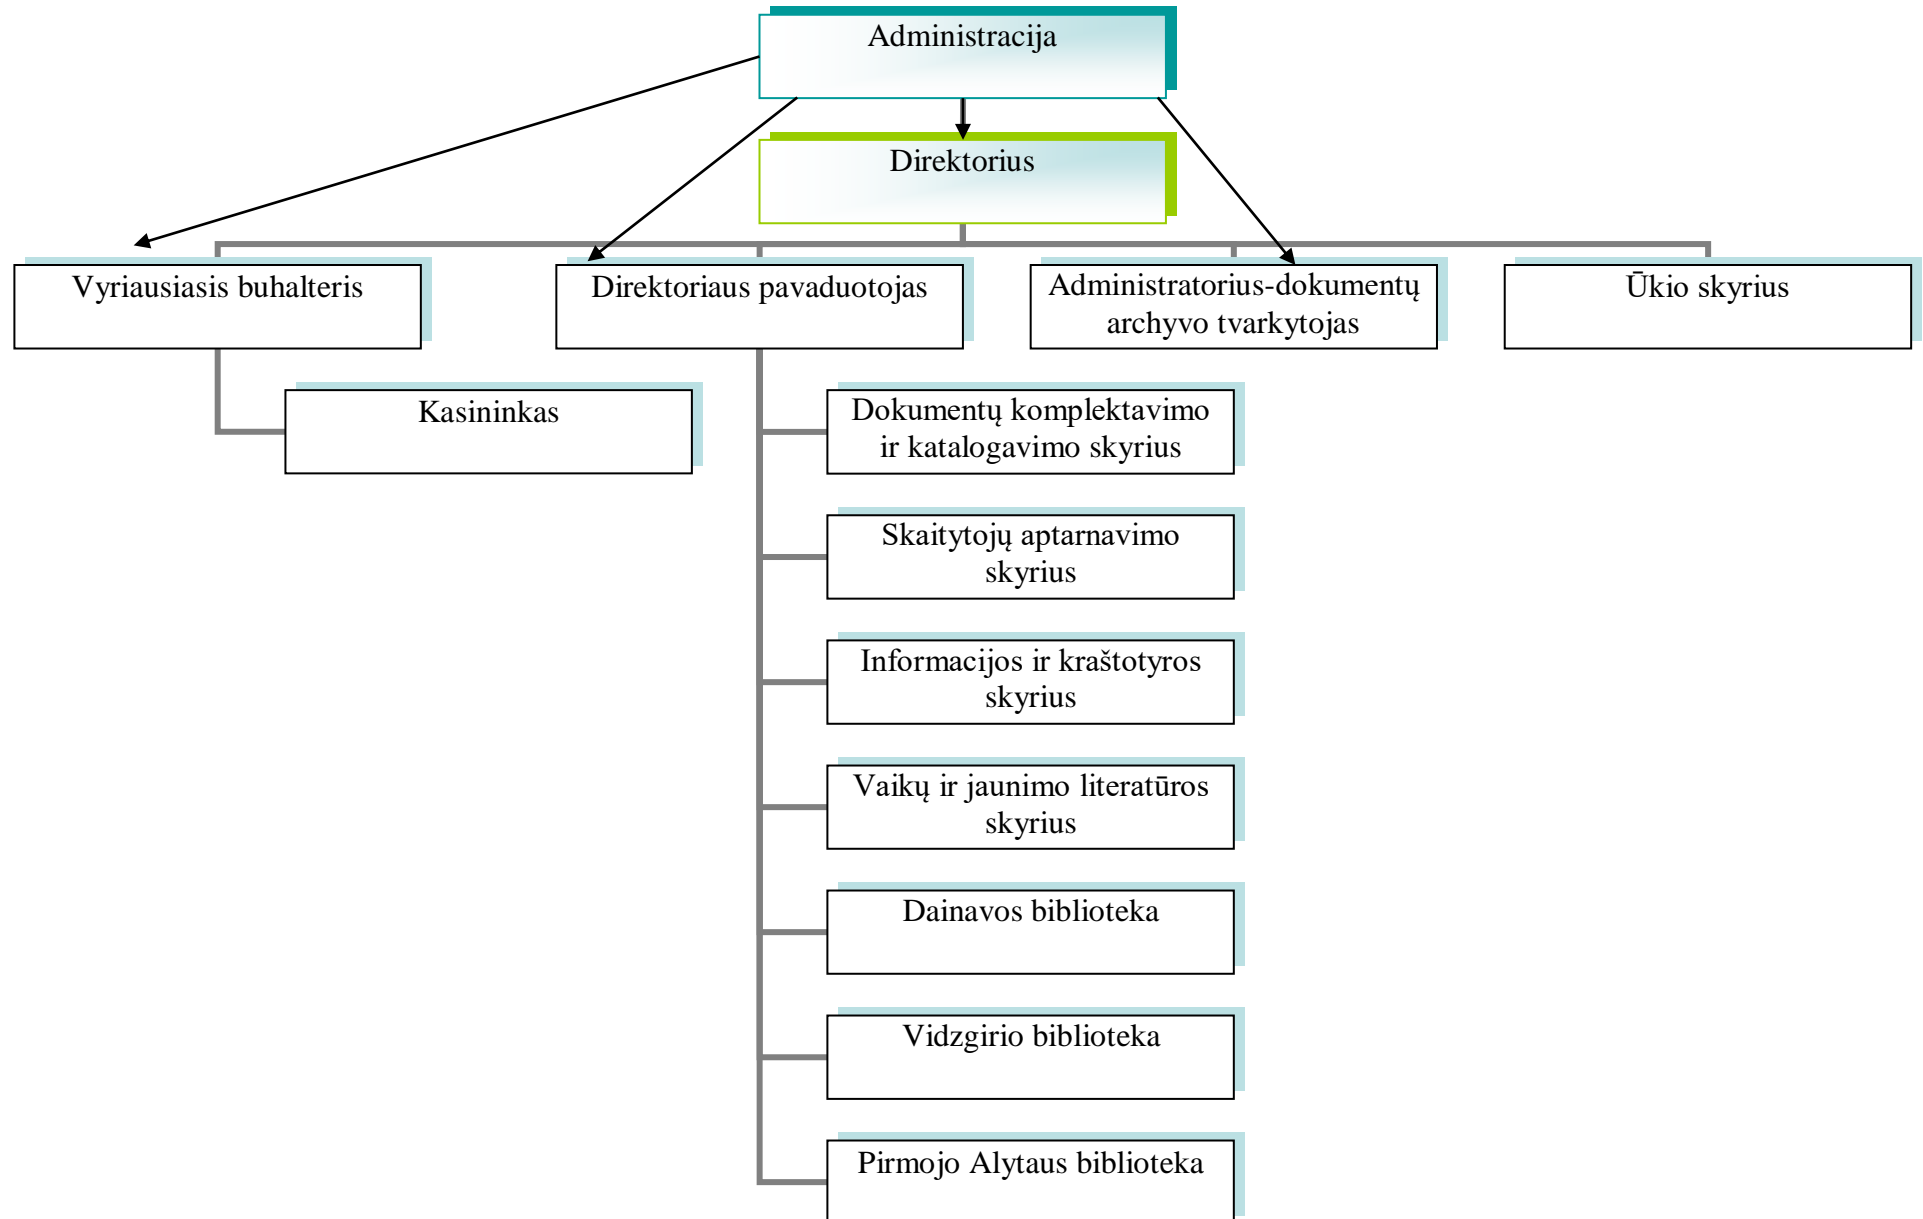 Administracija
Direktorius
Vyriausiasis buhalteris
Direktoriaus pavaduotojas
Administratorius-dokumentų
archyvo tvarkytojas
Ūkio skyrius
Kasininkas
Dokumentų komplektavimo
ir katalogavimo skyrius
Skaitytojų aptarnavimo
skyrius
Informacijos ir kraštotyros
skyrius
Vaikų ir jaunimo literatūros
skyrius
Dainavos biblioteka
Vidzgirio biblioteka
Pirmojo Alytaus biblioteka